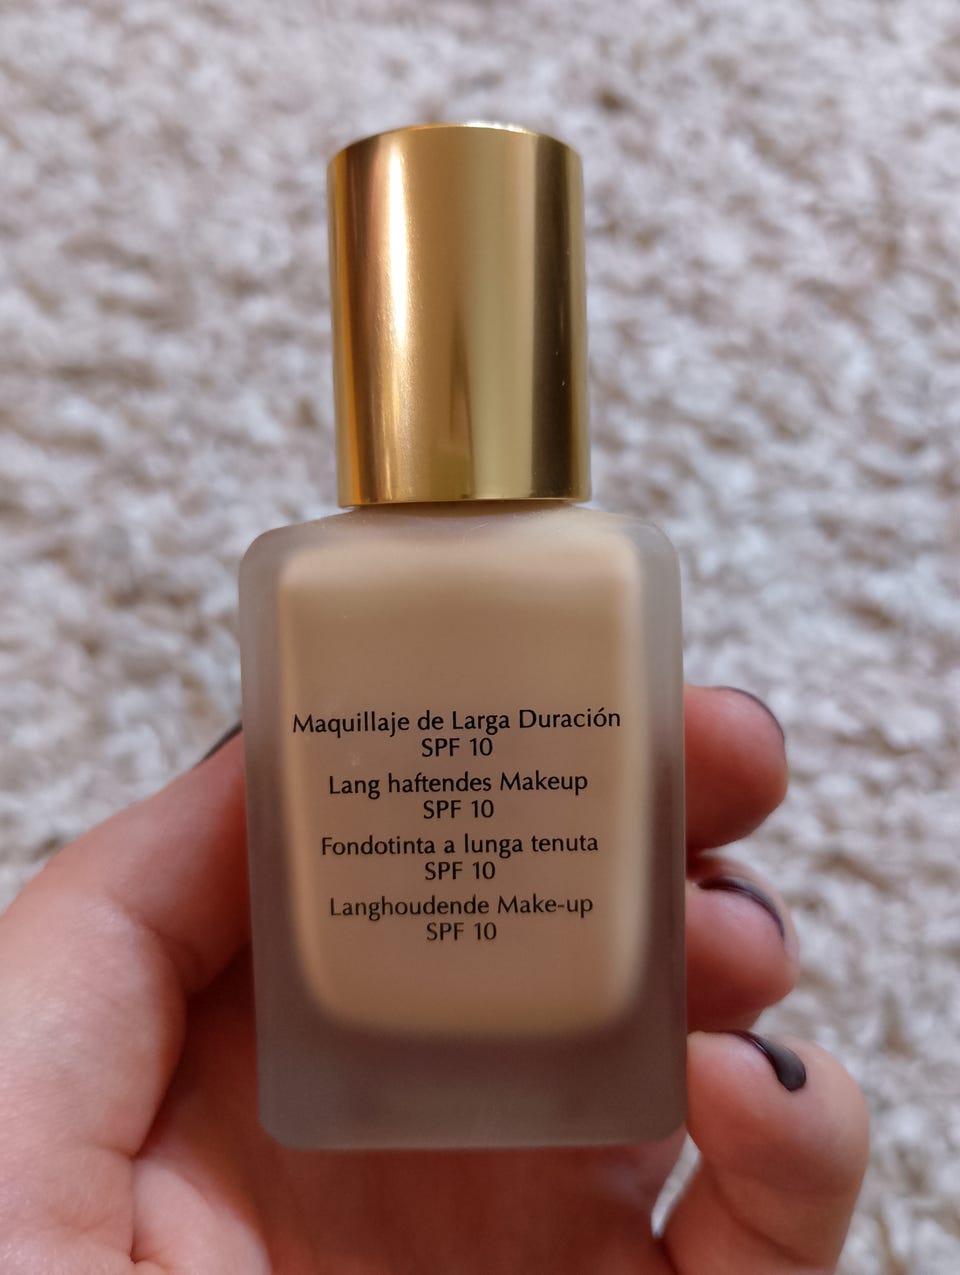 Maquillaje de Larga Duración
SPF 10
Lang haftendes Makeup
SPF 10
Fondotinta a lunga tenuta
SPF 10
Langhoudende Make-up
SPF 10